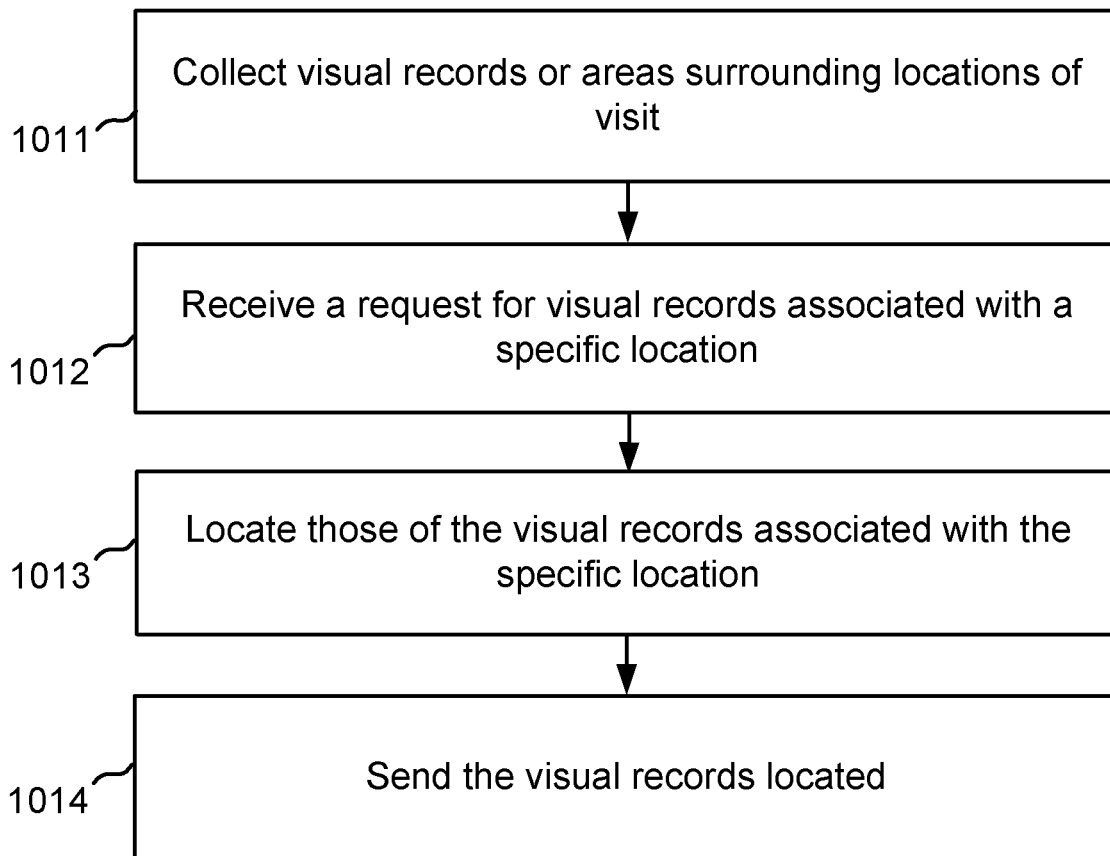 Collect visual records or areas surrounding locations of
visit
1011
Receive a request for visual records associated with a
specific location
1012
Locate those of the visual records associated with the
specific location
1013
Send the visual records located
1014